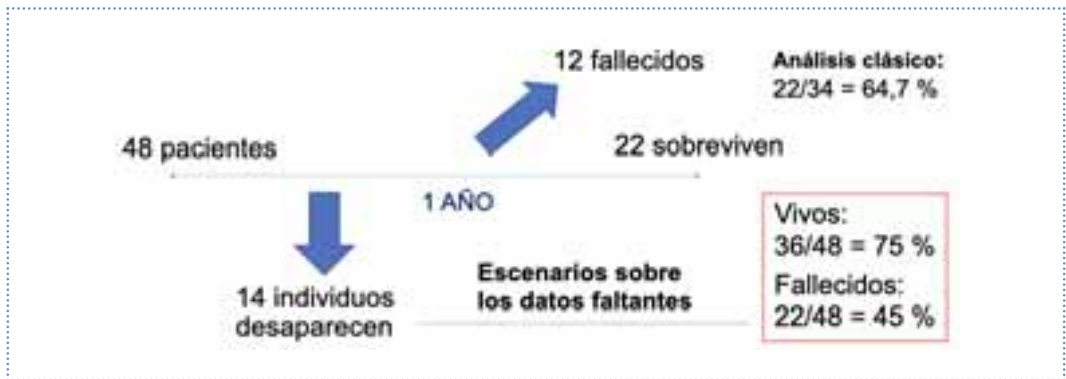 12 fallecidos
Análisis clásico:
22/34 = 64,7 %
48 pacientes
22 sobreviven
1 AÑO
14 individuos
desaparecen
Escenarios sobre
los datos faltantes
Vivos:
36/48 = 75 %
Fallecidos:
22/48 = 45 %